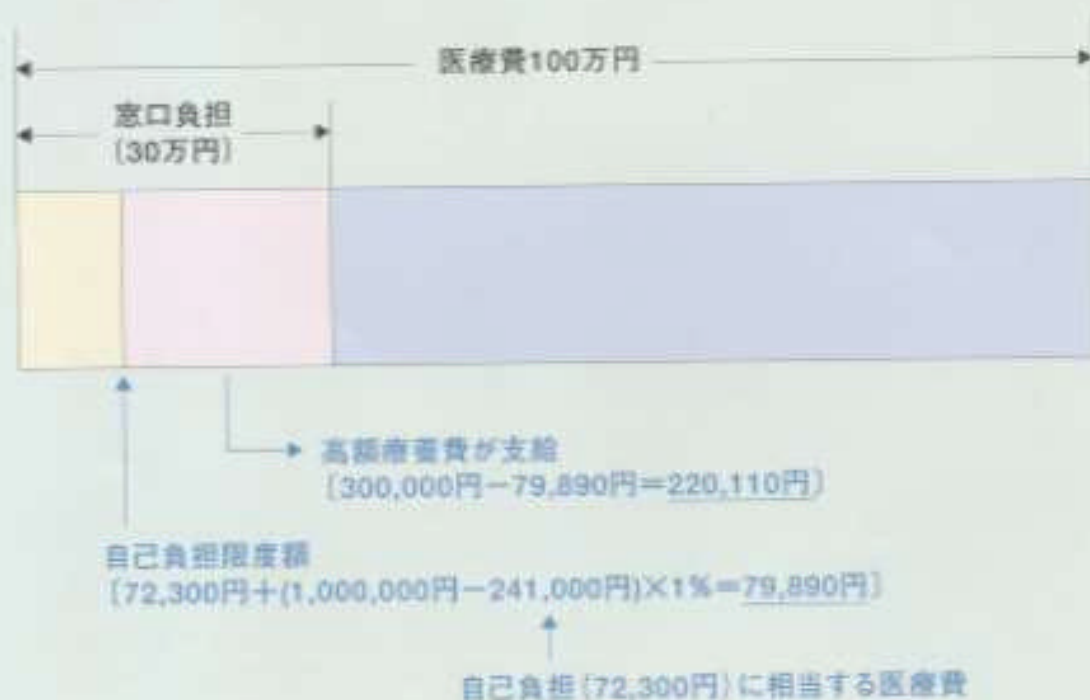 医療費100万円
窓口負担
(30万円)
高額療養費が支給
[300,000円−79,890円=220,110円]
自己負担限度額
[72,300円+(1,000,000円−241,000円)×1%=79,890円]
自己負担(72,300円)に相当する医療費